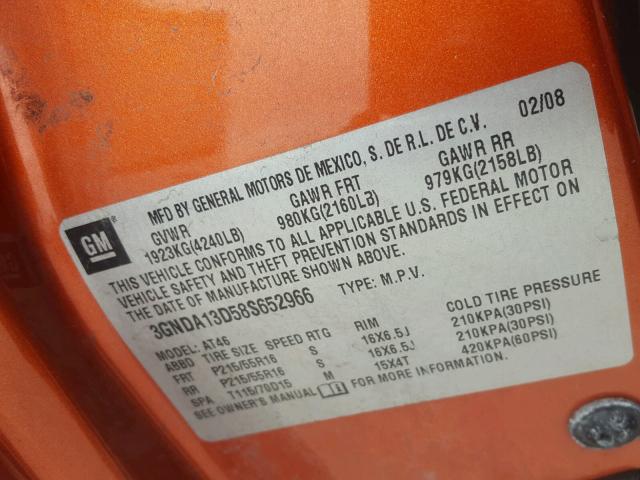 GM
MFD BY GENERAL MOTORS DE MEXICO, S. DE R.L. DE C.V. 02/08
GVWR GAWR FRT GAWR RR
1923KG(4240LB) 980KG(2160LB) 979KG(2158LB)
THIS VEHICLE CONFORMS TO ALL APPLICABLE U.S. FEDERAL MOTOR
VEHICLE SAFETY AND THEFT PREVENTION STANDARDS IN EFFECT ON
THE DATE OF MANUFACTURE SHOWN ABOVE.
3GNDA13D58S652966 TYPE: M.P.V.
MODEL: AT46
ABBD TIRE SIZE SPEED RTG RIM COLD TIRE PRESSURE
FRT P215/55R16 S 16X6.5J 210KPA(30PSI)
RR P215/55R16 S 16X6.5J 210KPA(30PSI)
SPA T115/70D15 M 15X4T 420KPA(60PSI)
SEE OWNER'S MANUAL FOR MORE INFORMATION.